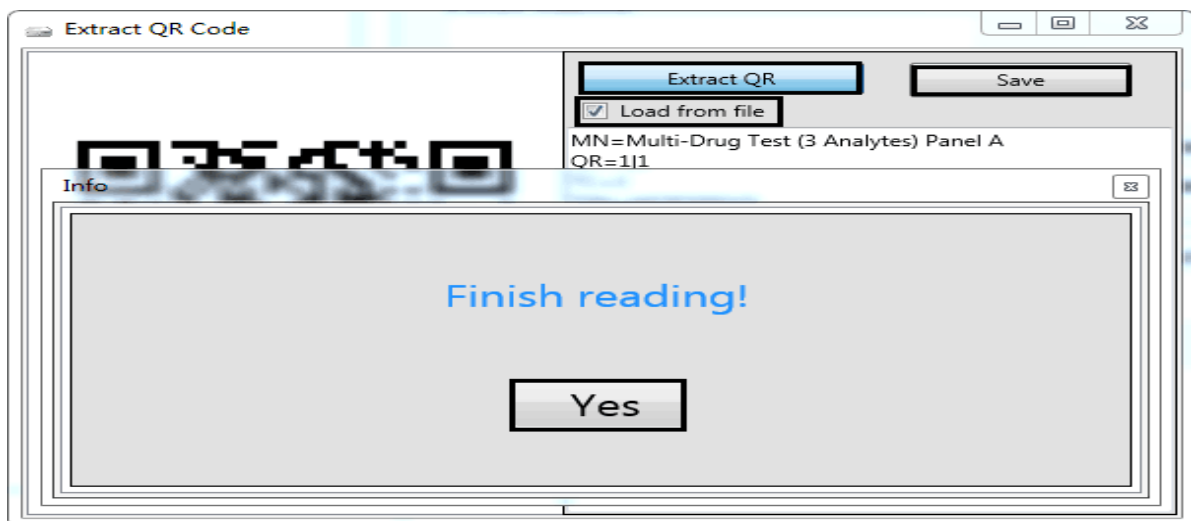 Extract QR Code
Extract QR
Save
Load from file
MN=Multi-Drug Test (3 Analytes) Panel A
QR=1|1
Info
Finish reading!
Yes